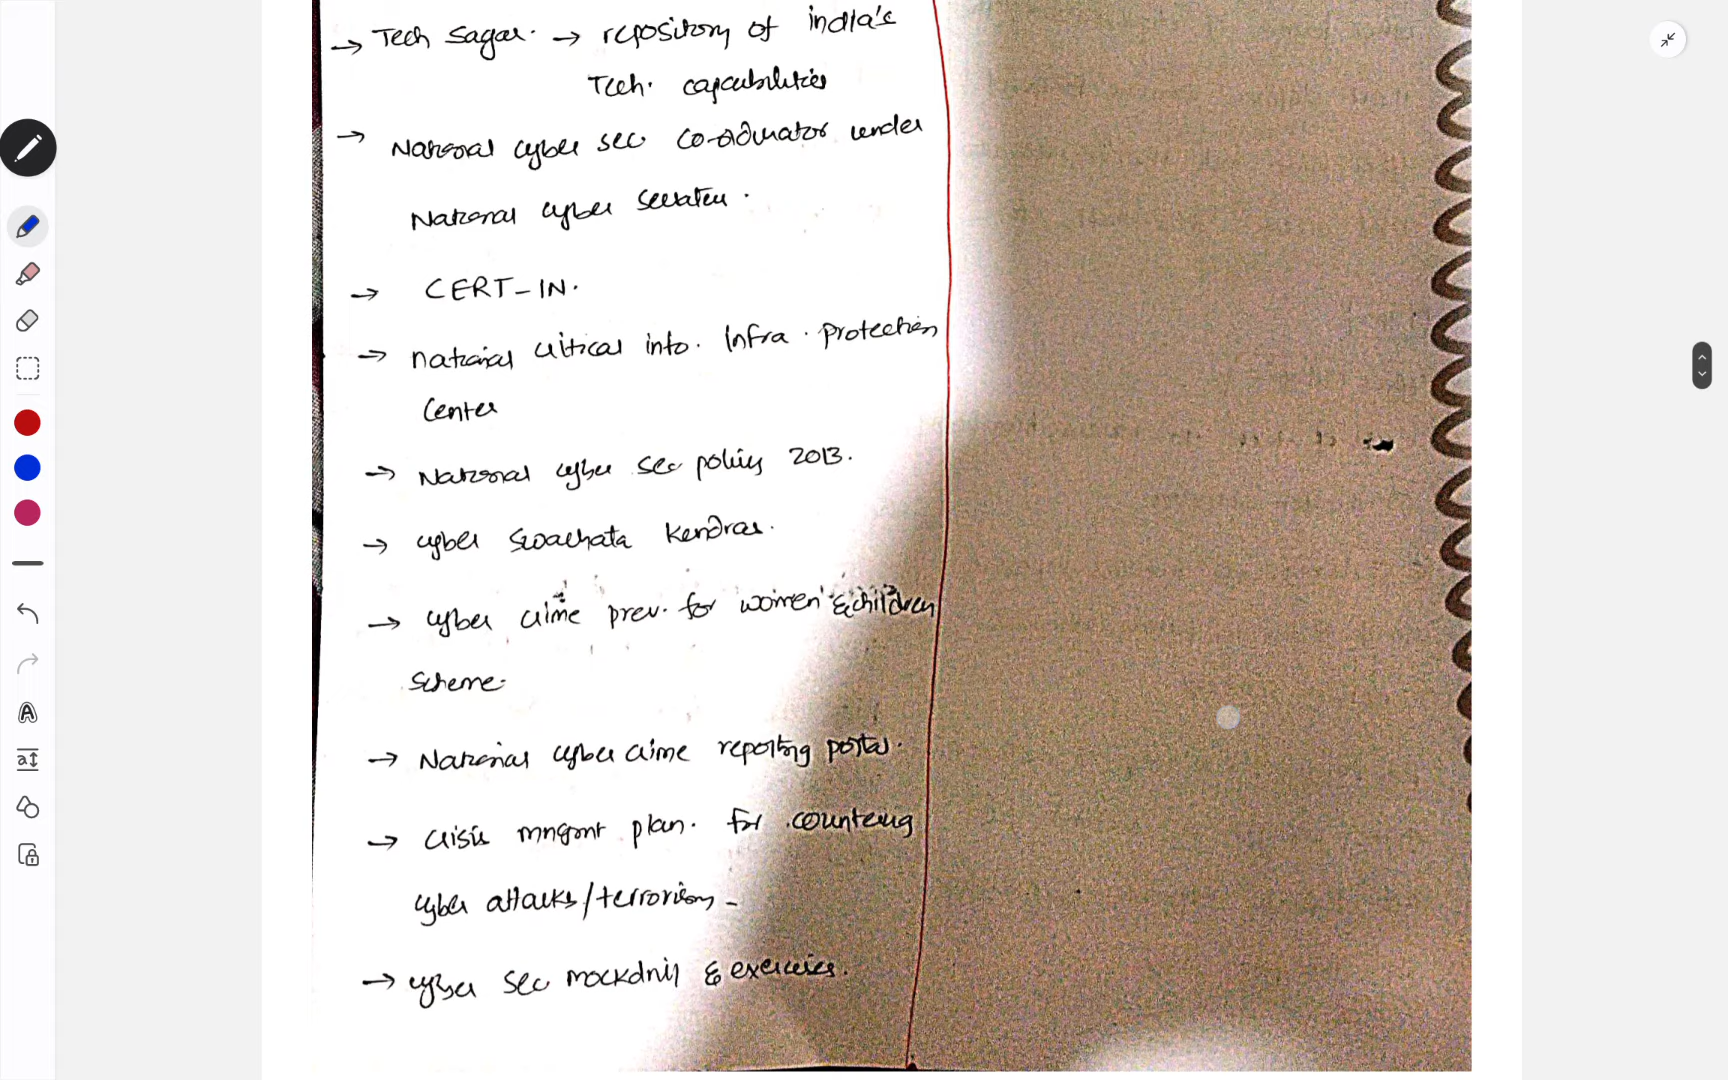 → Tech Sagar. → repository of india's
Tech. capabilities
→ National cyber sec co-ordinator under
National cyber
→ CERT-IN.
→ national critical info. Infra. protection
Center
→ National cyber sec policy 2013.
→ cyber swachata kendras.
→ cyber crime prev. for women & children
scheme.
→ National cyber crime reporting portal.
→ crisis mngmnt plan. for countering
cyber attacks/terrorism -
→ cyber sec mockdrill & exercises.